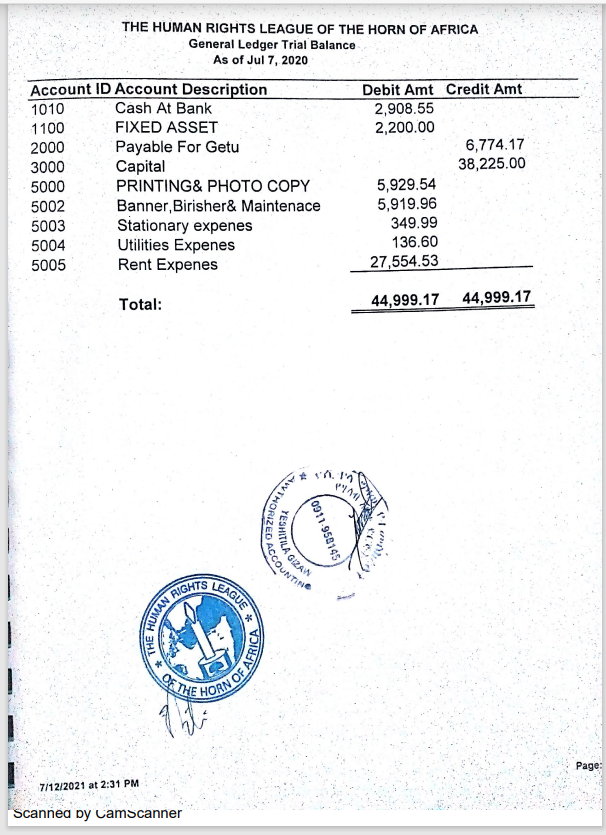 THE HUMAN RIGHTS LEAGUE OF THE HORN OF AFRICA
General Ledger Trial Balance
As of Jul 7, 2020
Account ID Account Description Debit Amt Credit Amt
1010 Cash At Bank 2,908.55
1100 FIXED ASSET 2,200.00
2000 Payable For Getu 6,774.17
3000 Capital 38,225.00
5000 PRINTING& PHOTO COPY 5,929.54
5002 Banner,Birisher& Maintenace 5,919.96
5003 Stationary expenes 349.99
5004 Utilities Expenes 136.60
5005 Rent Expenes 27,554.53
Total: 44,999.17 44,999.17
AWTHORIZED ACCOUNTING
YESHITILA GIZAW
0911-958145
THE HUMAN RIGHTS LEAGUE
OF THE HORN OF AFRICA
Page:
7/12/2021 at 2:31 PM
Scanned by CamScanner